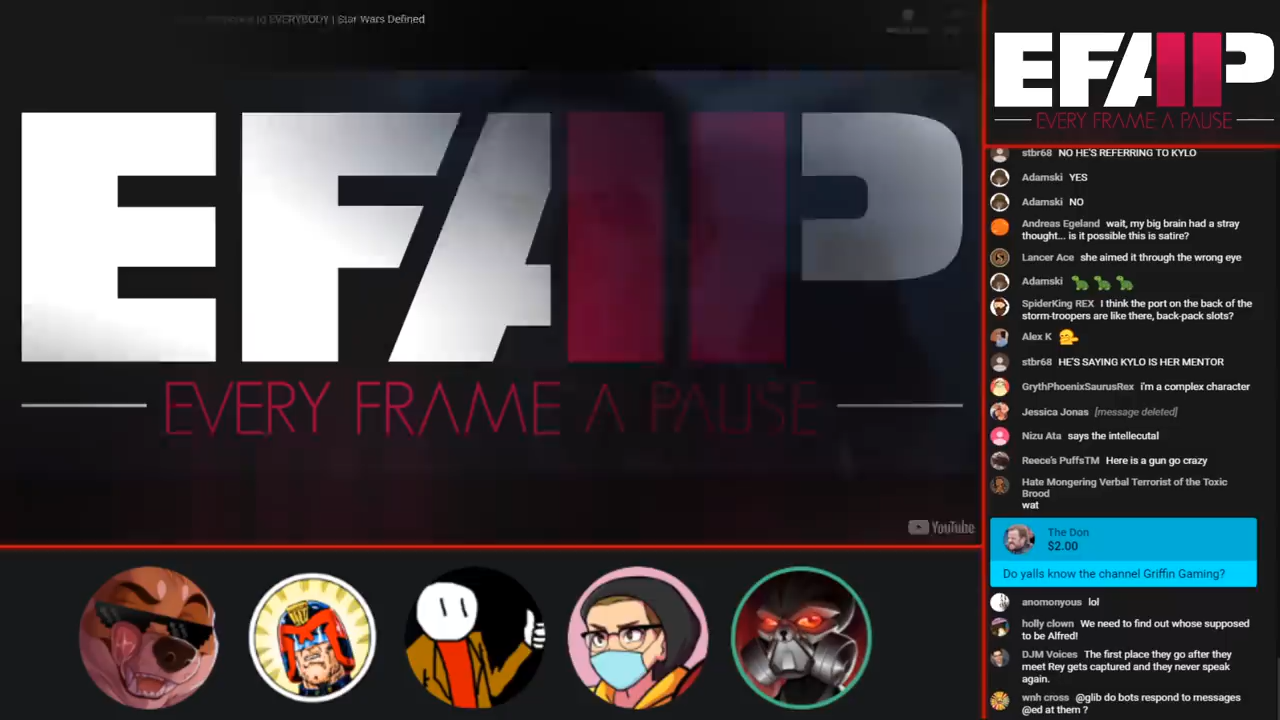 EVERYBODY | Star Wars Defined
EFAP
EVERY FRAME A PAUSE
YouTube
EFAP
EVERY FRAME A PAUSE
stbr68 NO HE'S REFERRING TO KYLO
Adamski YES
Adamski NO
Andreas Egeland wait, my big brain had a stray
thought... is it possible this is satire?
Lancer Ace she aimed it through the wrong eye
Adamski
SpiderKing REX I think the port on the back of the
storm-troopers are like there, back-pack slots?
Alex K
stbr68 HE'S SAYING KYLO IS HER MENTOR
GrythPhoenixSaurusRex i'm a complex character
Jessica Jonas [message deleted]
Nizu Ata says the intellecutal
Reece's PuffsTM Here is a gun go crazy
Hate Mongering Verbal Terrorist of the Toxic
Brood
wat
The Don
$2.00
Do yalls know the channel Griffin Gaming?
anomonyous lol
holly clown We need to find out whose supposed
to be Alfred!
DJM Voices The first place they go after they
meet Rey gets captured and they never speak
again.
wnh cross @glib do bots respond to messages
@ed at them ?